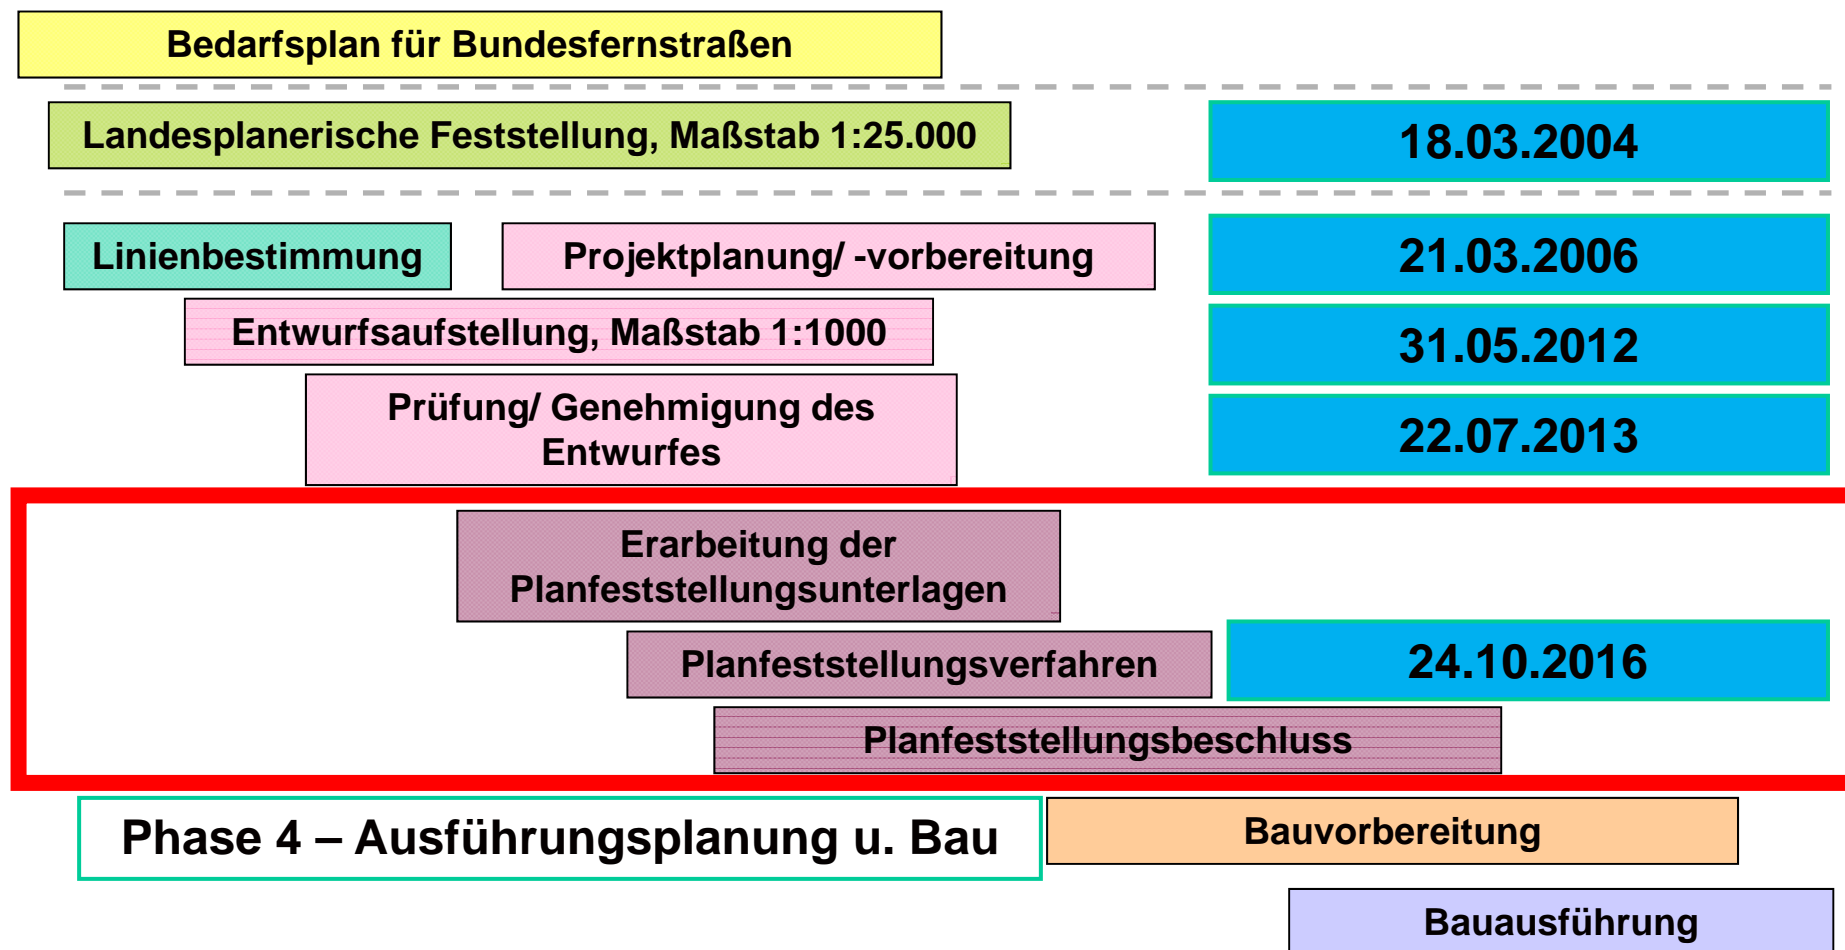 Bedarfsplan für Bundesfernstraßen
Landesplanerische Feststellung, Maßstab 1:25.000
18.03.2004
Linienbestimmung
Projektplanung/ -vorbereitung
21.03.2006
Entwurfsaufstellung, Maßstab 1:1000
31.05.2012
Prüfung/ Genehmigung des
Entwurfes
22.07.2013
Erarbeitung der
Planfeststellungsunterlagen
Planfeststellungsverfahren
24.10.2016
Planfeststellungsbeschluss
Phase 4 – Ausführungsplanung u. Bau
Bauvorbereitung
Bauausführung